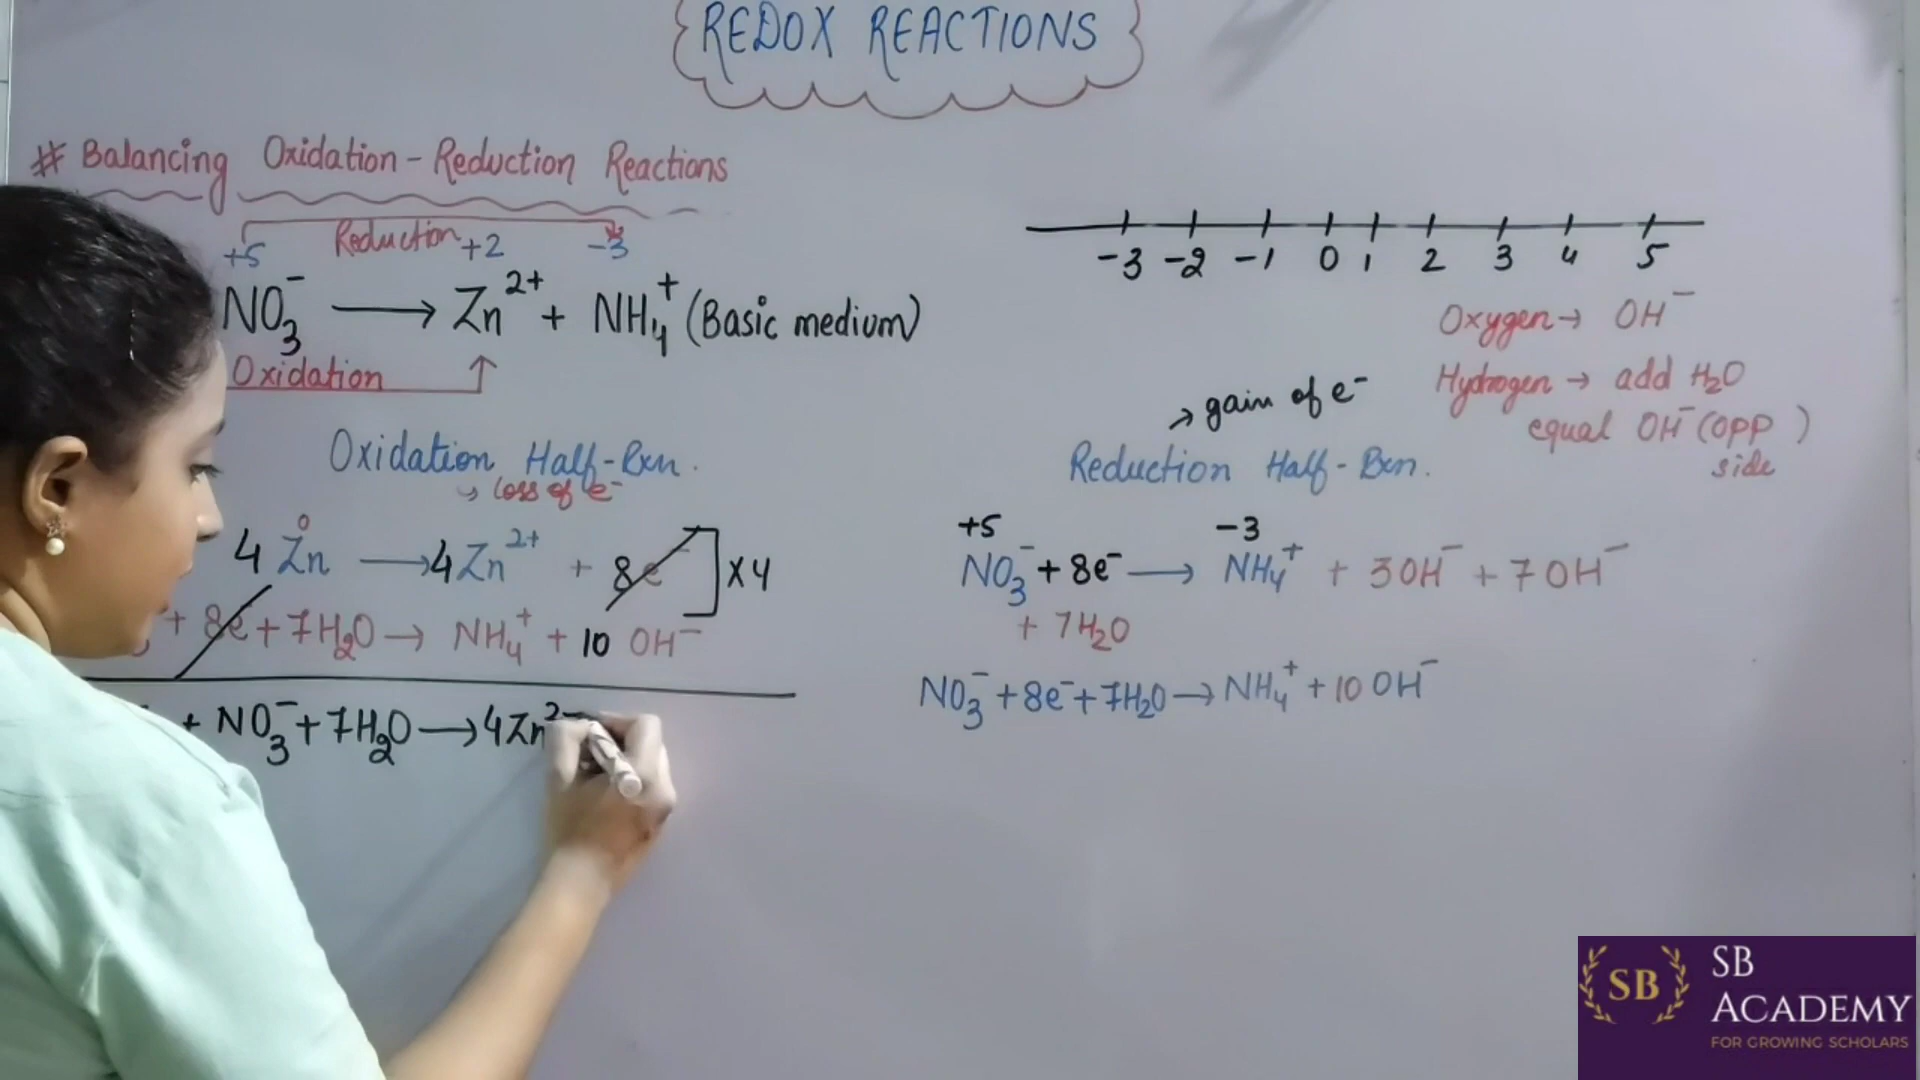 REDOX REACTIONS
# Balancing Oxidation-Reduction Reactions
Reduction
+5 +2 -3
NO₃⁻ ⟶ Zn²⁺ + NH₄⁺ (Basic medium)
Oxidation
Oxidation Half-Rxn.
↳ loss of e⁻
0
4 Zn ⟶ 4Zn²⁺ + 8e⁻ ] X4
+ 8e⁻ + 7H₂O → NH₄⁺ + 10 OH⁻
+ NO₃⁻ + 7H₂O ⟶ 4Zn²
-3 -2 -1 0 1 2 3 4 5
Oxygen → OH⁻
Hydrogen → add H₂O
equal OH⁻ (opp )
side
→ gain of e⁻
Reduction Half-Rxn.
+5 -3
NO₃⁻ + 8e⁻ ⟶ NH₄⁺ + 3OH⁻ + 7OH⁻
+ 7H₂O
NO₃⁻ + 8e⁻ + 7H₂O ⟶ NH₄⁺ + 10 OH⁻
SB
SB
ACADEMY
FOR GROWING SCHOLARS